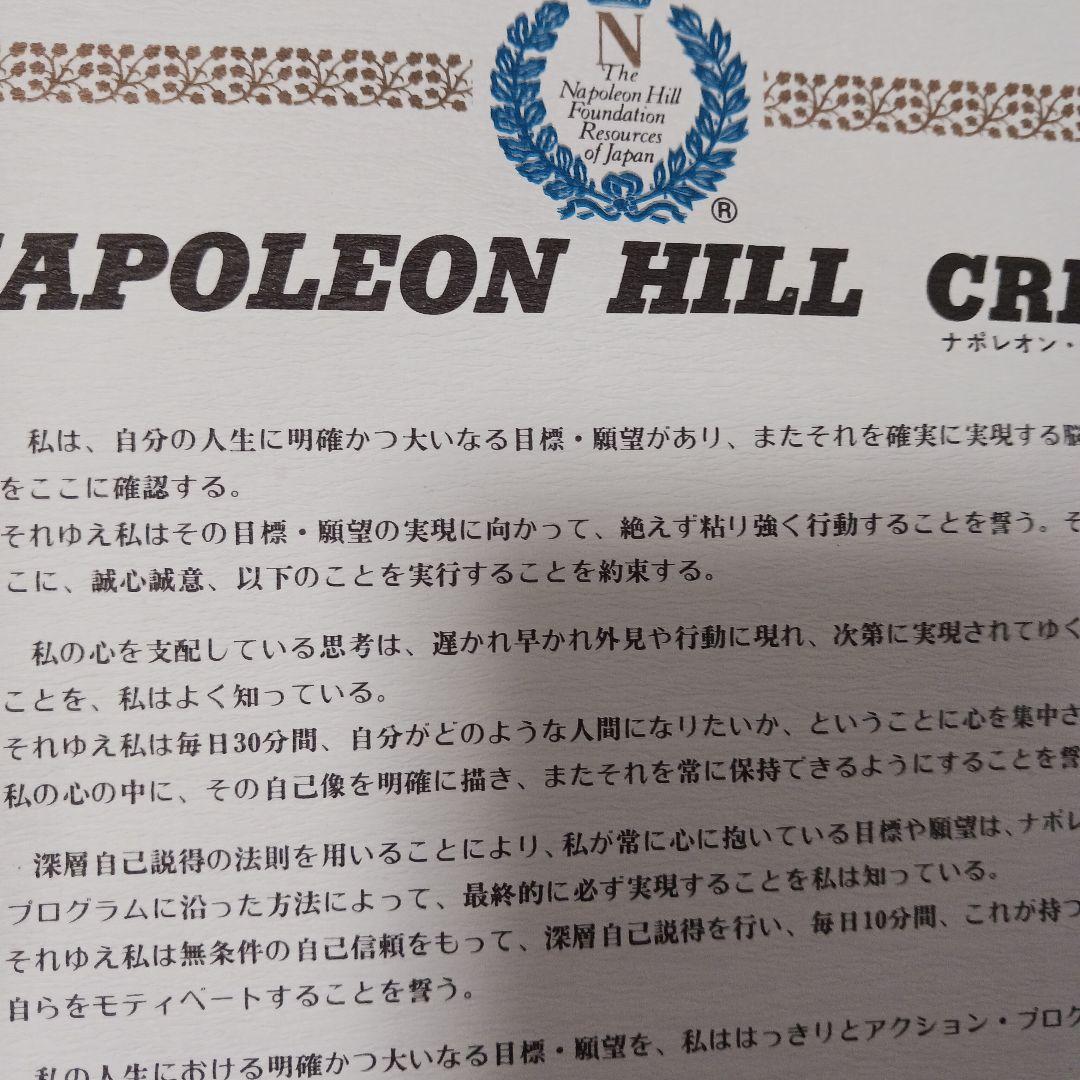 N
The
Napoleon Hill
Foundation
Resources
of Japan
®
NAPOLEON HILL CRE
ナポレオン・
私は、自分の人生に明確かつ大いなる目標・願望があり、またそれを確実に実現する脳
をここに確認する。
それゆえ私はその目標・願望の実現に向かって、絶えず粘り強く行動することを誓う。そ
こに、誠心誠意、以下のことを実行することを約束する。
私の心を支配している思考は、遅かれ早かれ外見や行動に現れ、次第に実現されてゆく
ことを、私はよく知っている。
それゆえ私は毎日30分間、自分がどのような人間になりたいか、ということに心を集中さ
私の心の中に、その自己像を明確に描き、またそれを常に保持できるようにすることを誓
深層自己説得の法則を用いることにより、私が常に心に抱いている目標や願望は、ナポレ
プログラムに沿った方法によって、最終的に必ず実現することを私は知っている。
それゆえ私は無条件の自己信頼をもって、深層自己説得を行い、毎日10分間、これが持つ
自らをモティベートすることを誓う。
私の人生における明確かつ大いなる目標・願望を、私ははっきりとアクション・プログ